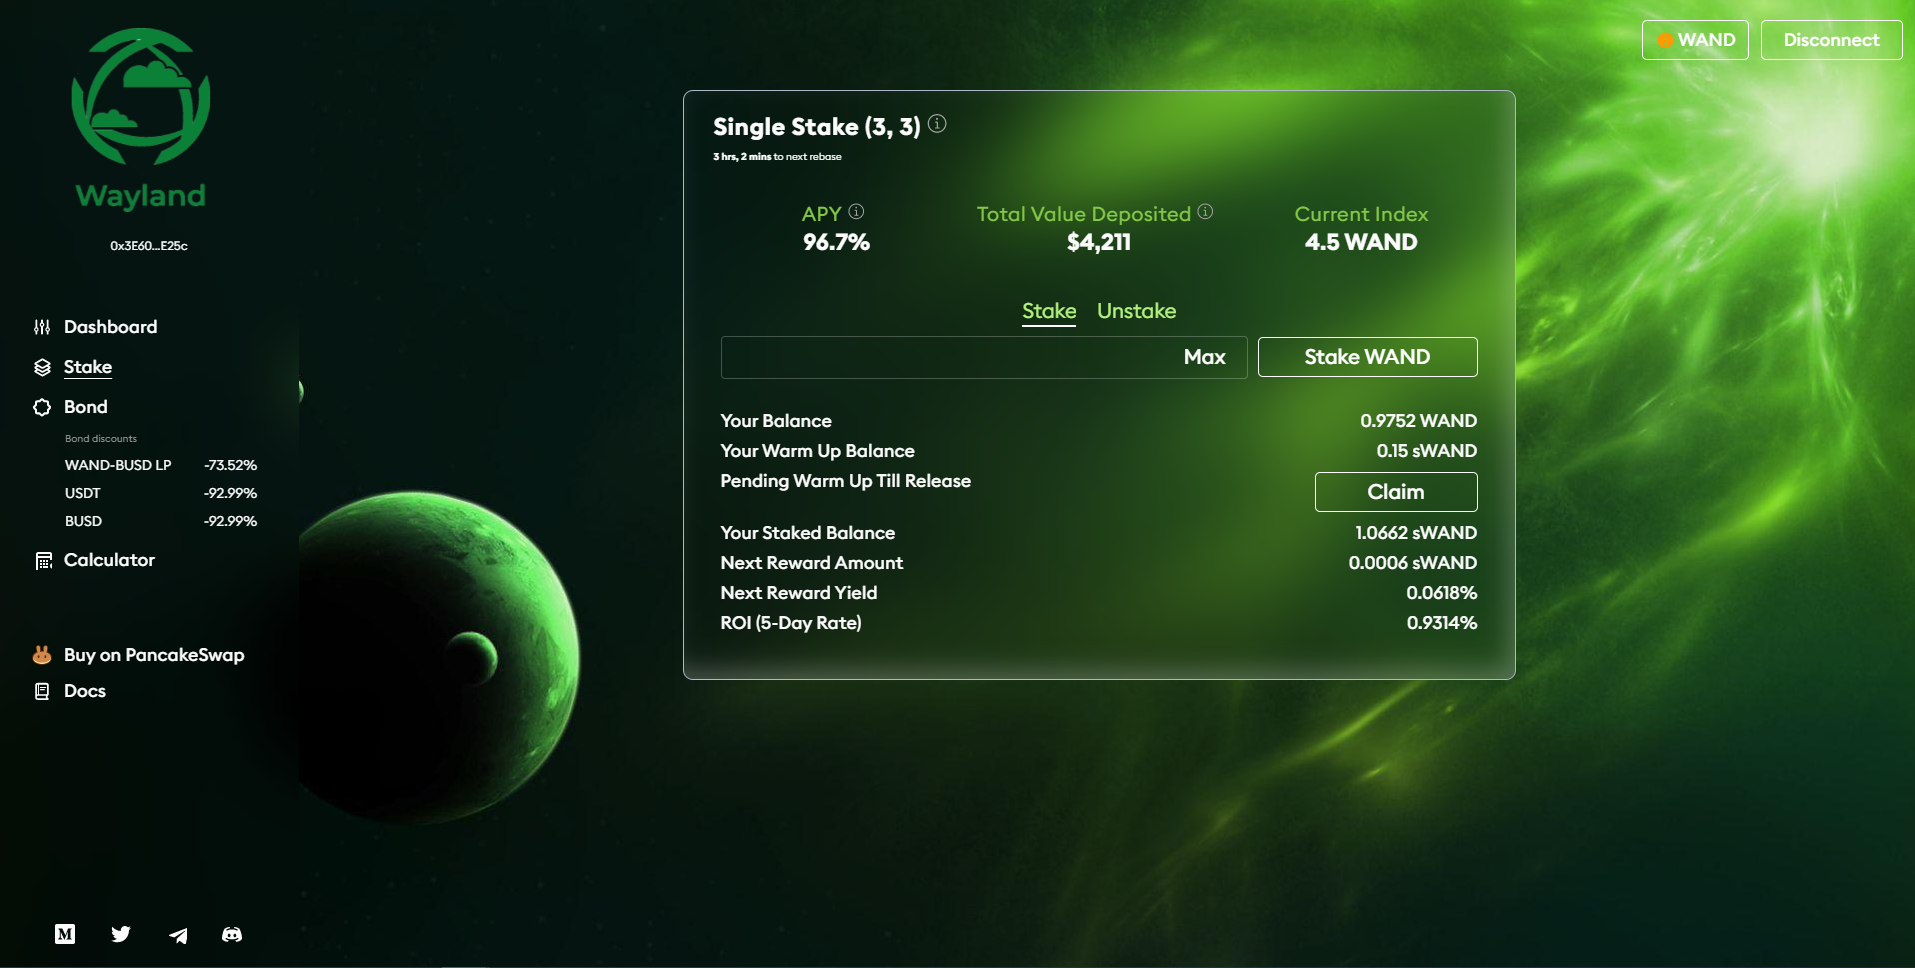 Wayland
0x3E60...E25c
Dashboard
Stake
Bond
Bond discounts
WAND-BUSD LP -73.52%
USDT -92.99%
BUSD -92.99%
Calculator
Buy on PancakeSwap
Docs
WAND
Disconnect
Single Stake (3, 3)
3 hrs, 2 mins to next rebase
APY
96.7%
Total Value Deposited
$4,211
Current Index
4.5 WAND
Stake Unstake
Max
Stake WAND
Your Balance 0.9752 WAND
Your Warm Up Balance 0.15 sWAND
Pending Warm Up Till Release Claim
Your Staked Balance 1.0662 sWAND
Next Reward Amount 0.0006 sWAND
Next Reward Yield 0.0618%
ROI (5-Day Rate) 0.9314%